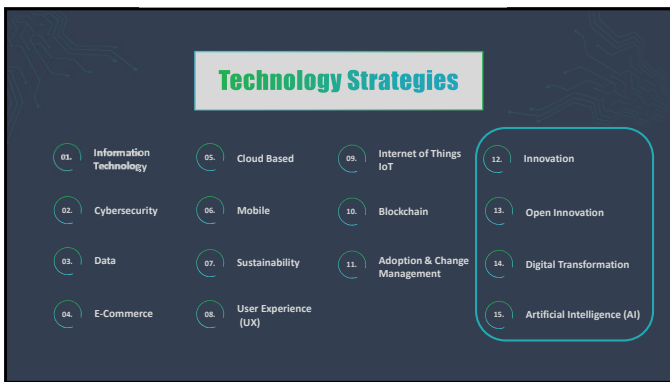 Technology Strategies
01.
Information
Technology
02.
Cybersecurity
03.
Data
04.
E-Commerce
05.
Cloud Based
06.
Mobile
07.
Sustainability
08.
User Experience
(UX)
09.
Internet of Things
IoT
10.
Blockchain
11.
Adoption & Change
Management
12.
Innovation
13.
Open Innovation
14.
Digital Transformation
15.
Artificial Intelligence (AI)